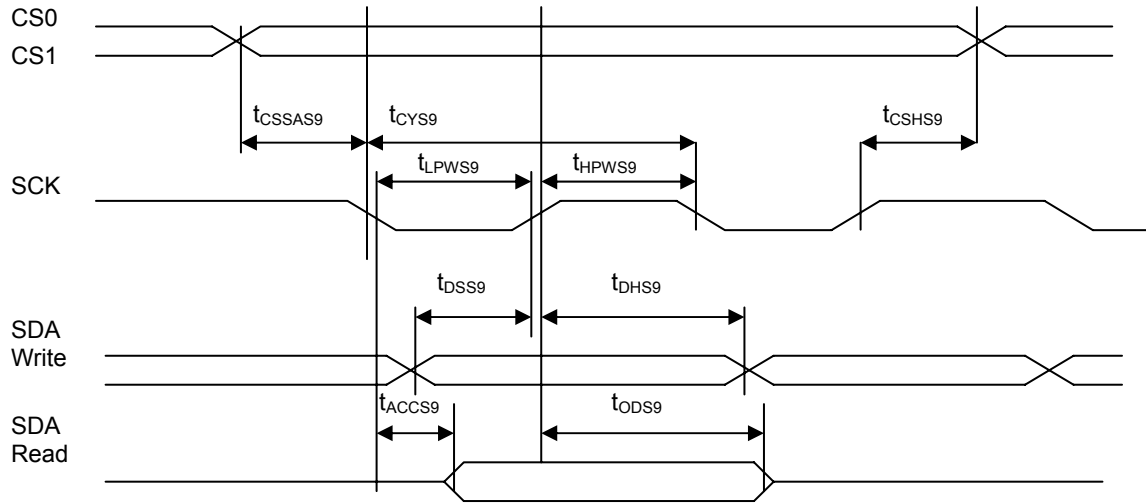 CS0
CS1
tCSSAS9
tCYS9
tCSHS9
tLPWS9
tHPWS9
SCK
tDSS9
tDHS9
SDA
Write
tACCS9
tODS9
SDA
Read